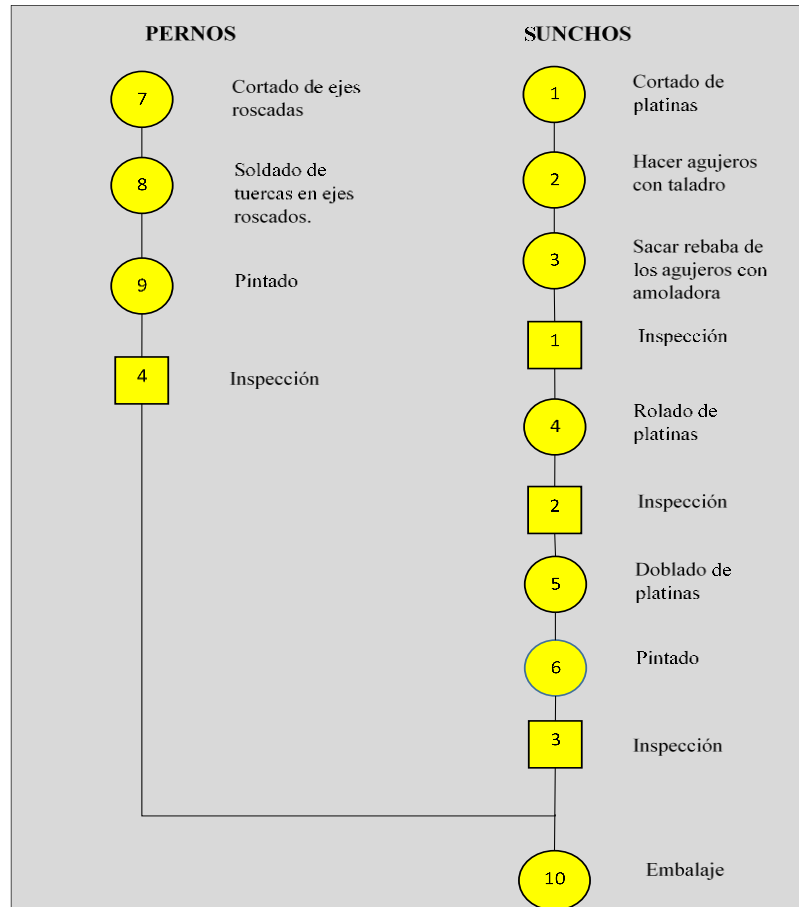 PERNOS
7
Cortado de ejes
roscadas
8
Soldado de
tuercas en ejes
roscados.
9
Pintado
4
Inspección
SUNCHOS
1
Cortado de
platinas
2
Hacer agujeros
con taladro
3
Sacar rebaba de
los agujeros con
amoladora
1
Inspección
4
Rolado de
platinas
2
Inspección
5
Doblado de
platinas
6
Pintado
3
Inspección
10
Embalaje